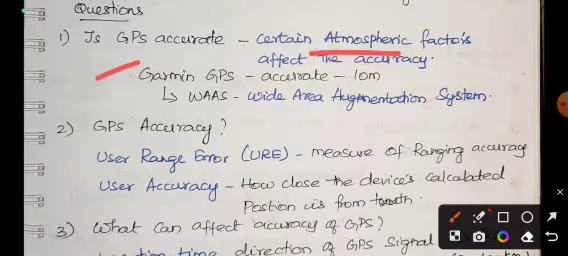 Questions
1) Is GPS accurate - certain Atmospheric factors
affect the accuracy.
Garmin GPS - accurate - 10m
↳ WAAS - Wide Area Augmentation System.
2) GPS Accuracy?
User Range Error (URE) - measure of Ranging accuracy
User Accuracy - How close the device's calculated
Position is from
3) What can affect accuracy of GPS?
time, direction of GPS Signal